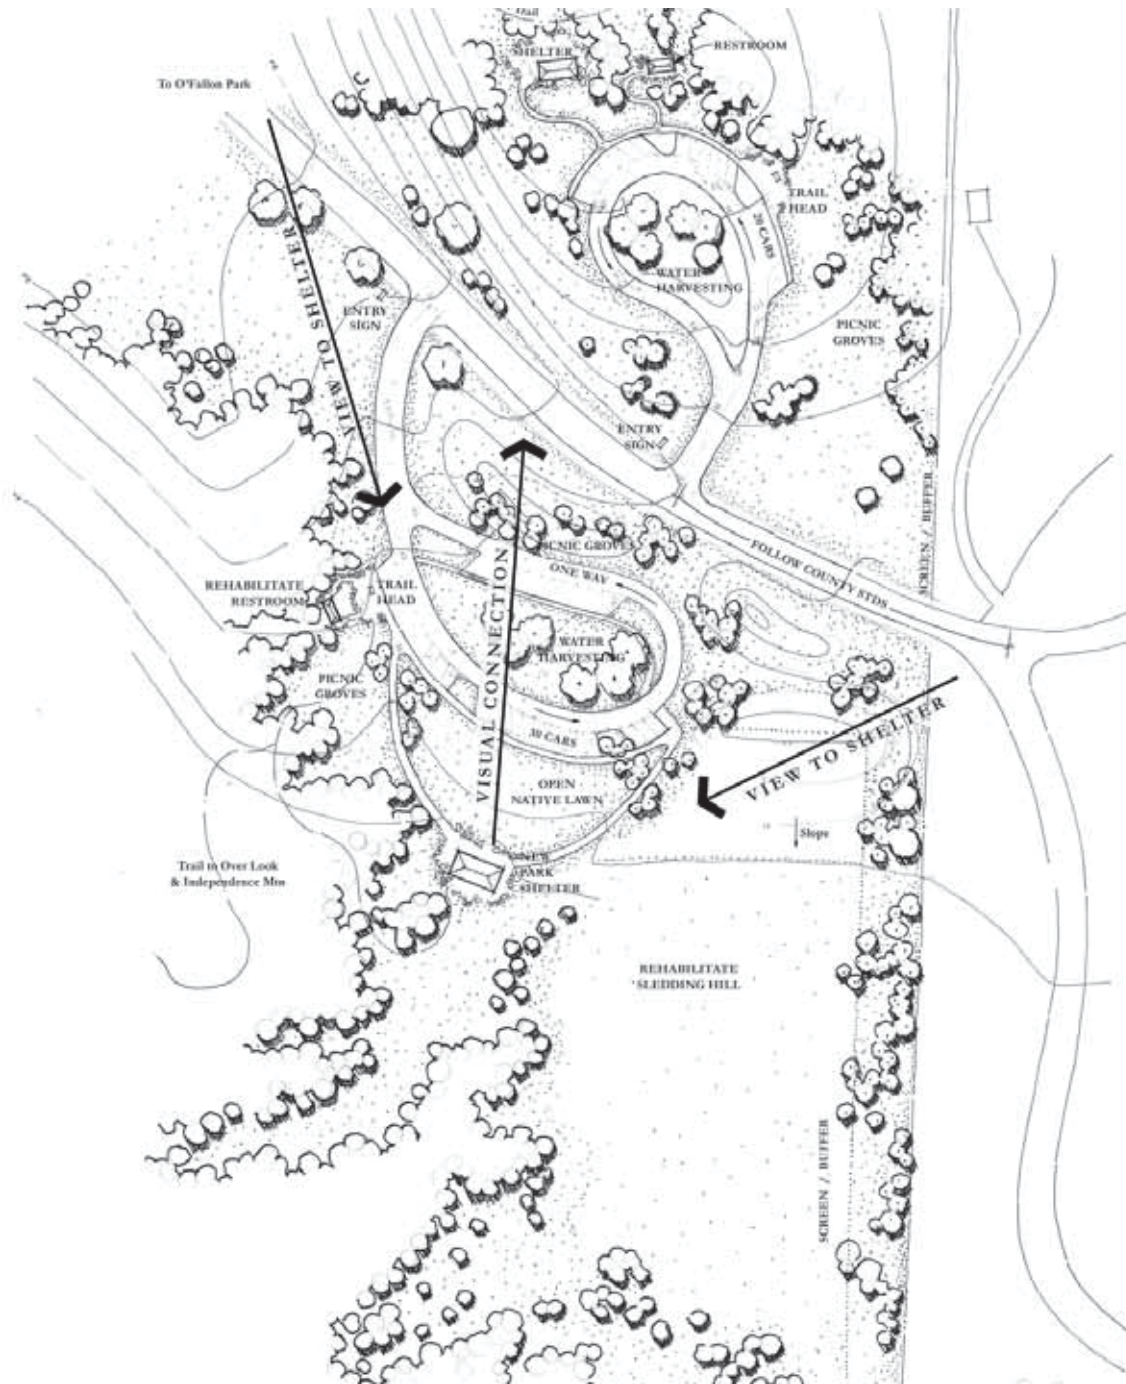 Trail
SHELTER
RESTROOM
To O'Fallon Park
TRAIL
HEAD
20 CARS
WATER
HARVESTING
VIEW TO SHELTER
ENTRY
SIGN
PICNIC
GROVES
ENTRY
SIGN
SCREEN / BUFFER
PICNIC GROVES
FOLLOW COUNTY STDS
ONE WAY
REHABILITATE
RESTROOM
TRAIL
HEAD
VISUAL CONNECTION
WATER
HARVESTING
PICNIC
GROVES
30 CARS
VIEW TO SHELTER
OPEN
NATIVE LAWN
Slope
Trail to Over Look
& Independence Mtn
NEW
PARK
SHELTER
REHABILITATE
SLEDDING HILL
SCREEN / BUFFER